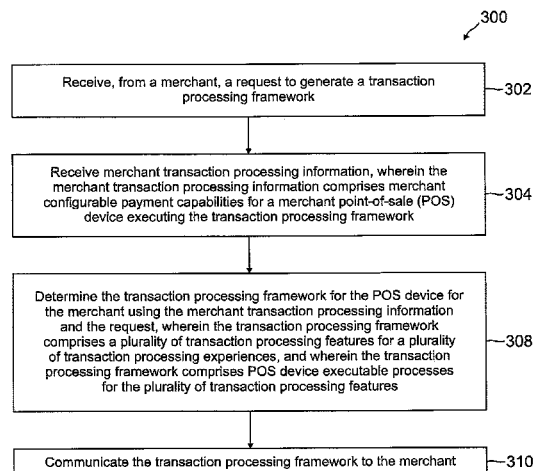 300
Receive, from a merchant, a request to generate a transaction
processing framework
302
Receive merchant transaction processing information, wherein the
merchant transaction processing information comprises merchant
configurable payment capabilities for a merchant point-of-sale (POS)
device executing the transaction processing framework
304
Determine the transaction processing framework for the POS device for
the merchant using the merchant transaction processing information
and the request, wherein the transaction processing framework
comprises a plurality of transaction processing features for a plurality
of transaction processing experiences, and wherein the transaction
processing framework comprises POS device executable processes
for the plurality of transaction processing features
308
Communicate the transaction processing framework to the merchant
310